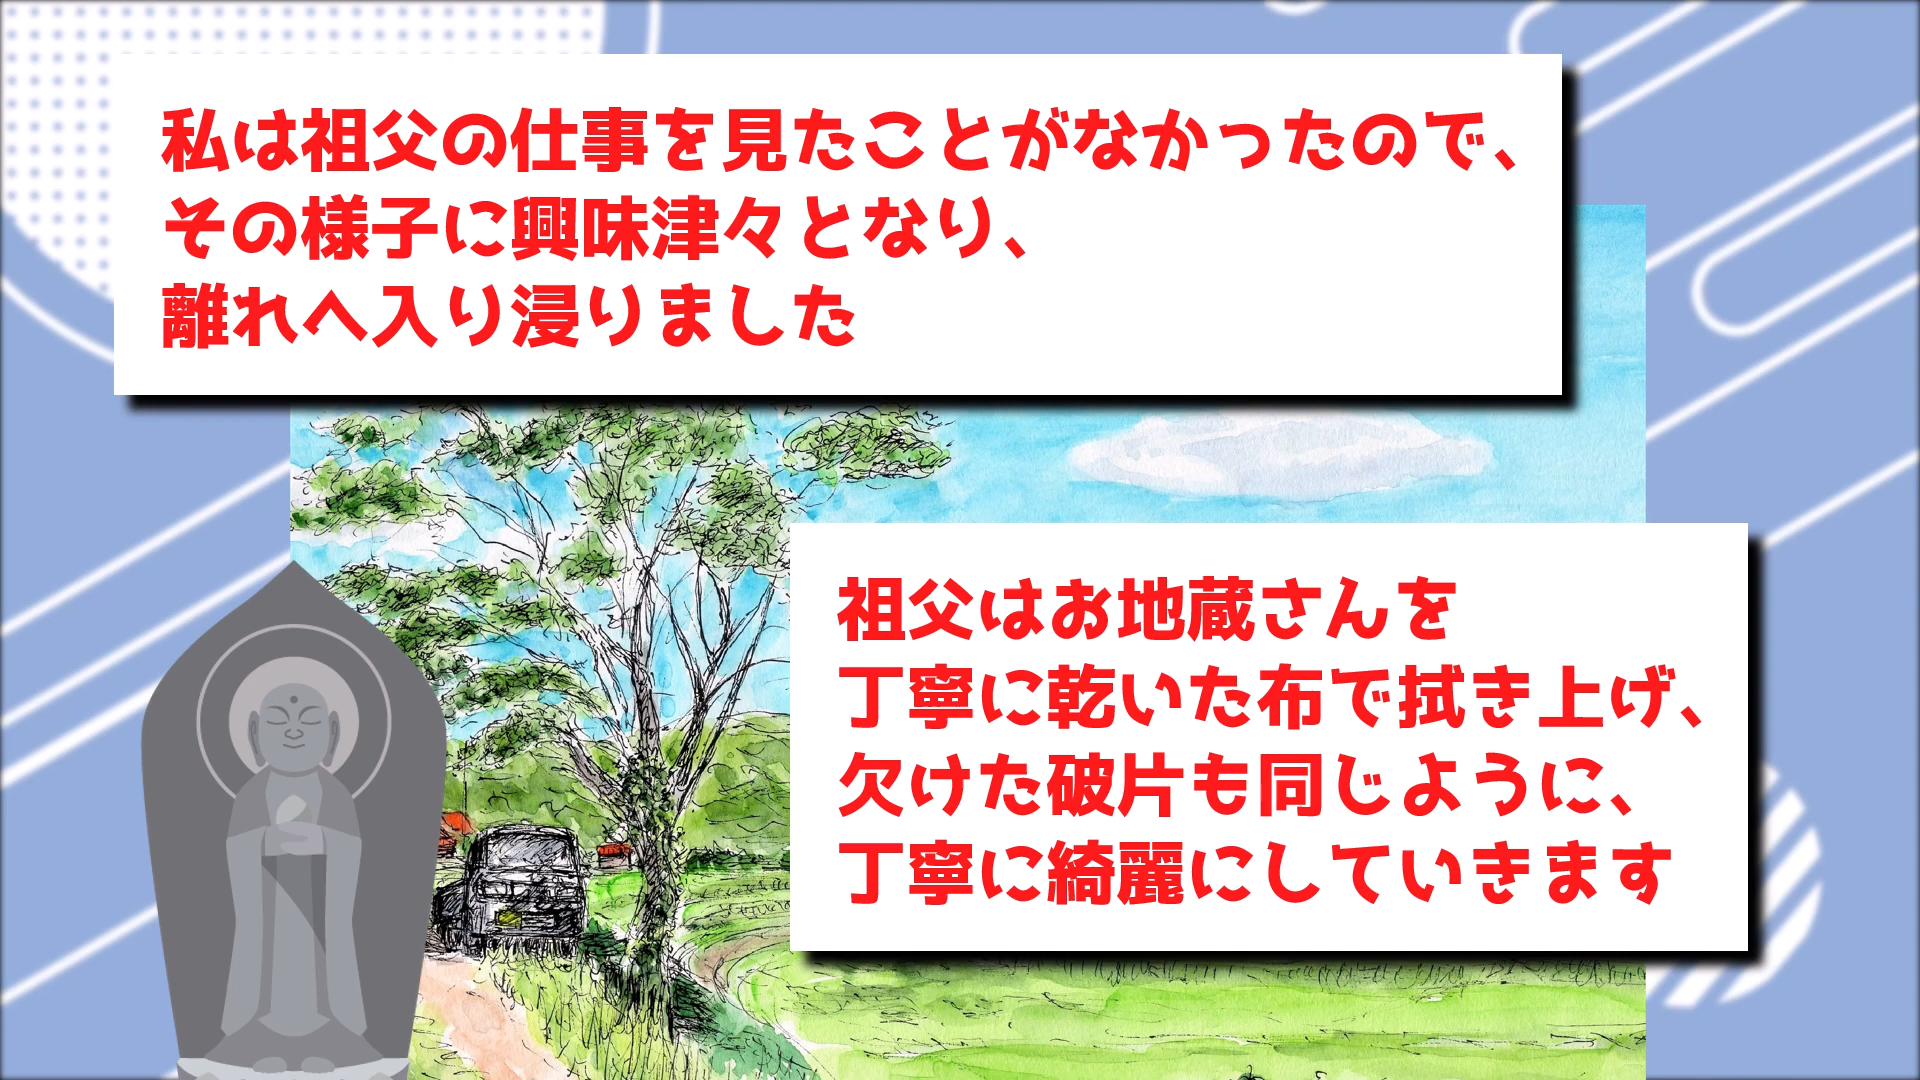 私は祖父の仕事を見たことがなかったので、
その様子に興味津々となり、
離れへ入り浸りました
祖父はお地蔵さんを
丁寧に乾いた布で拭き上げ、
欠けた破片も同じように、
丁寧に綺麗にしていきます